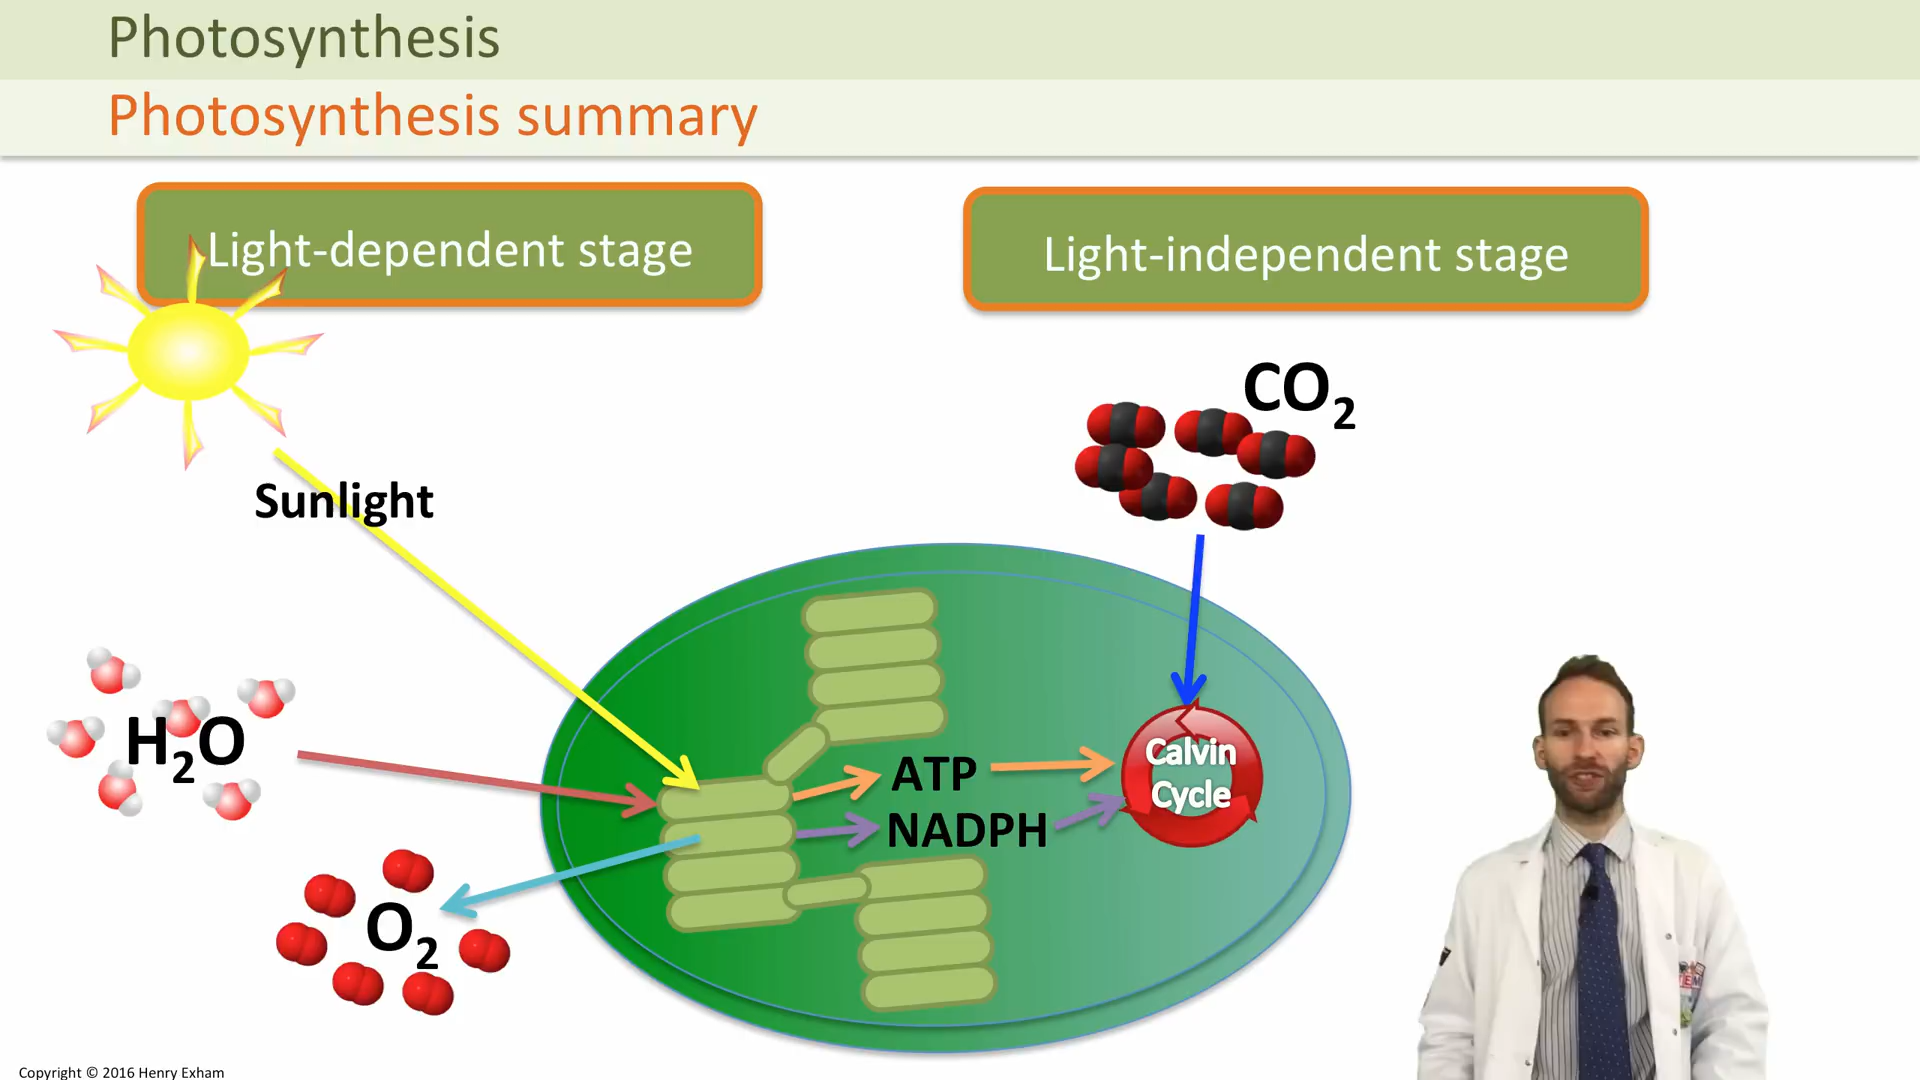 Photosynthesis
Photosynthesis summary
Light-dependent stage
Light-independent stage
CO₂
Sunlight
H₂O
ATP
NADPH
Calvin
Cycle
O₂
Copyright © 2016 Henry Exham